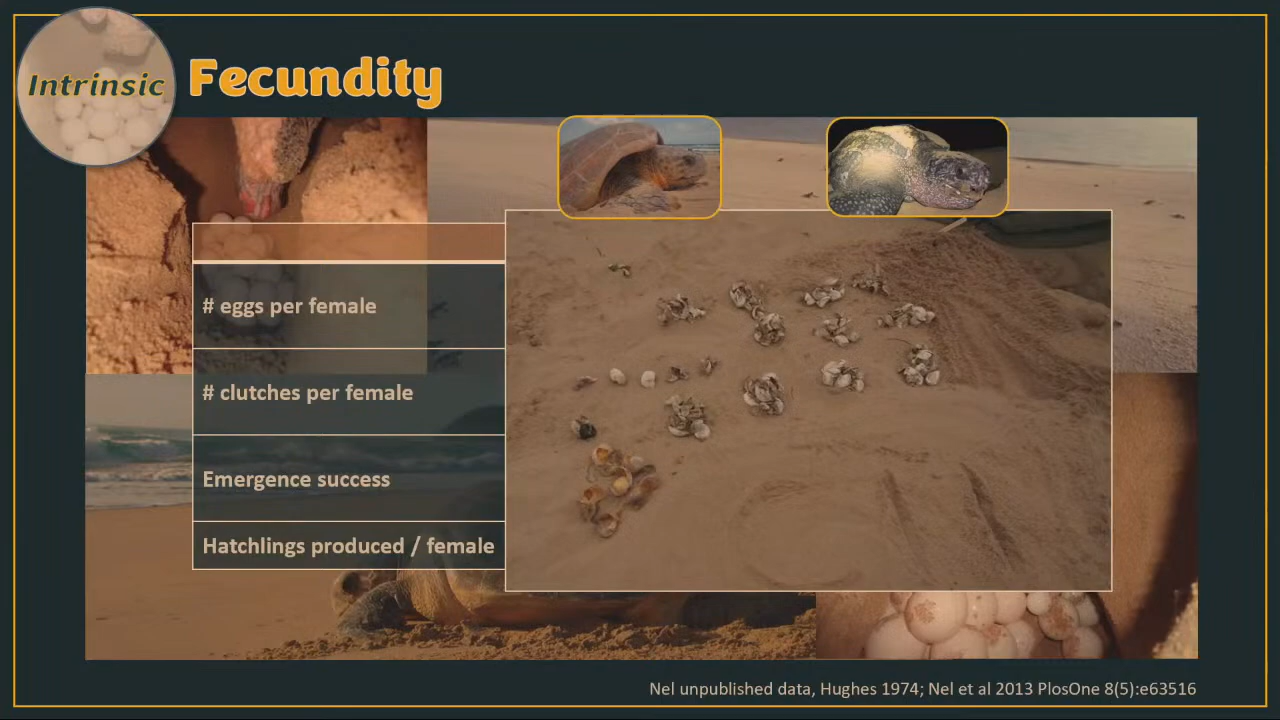 Intrinsic
Fecundity
# eggs per female
# clutches per female
Emergence success
Hatchlings produced / female
Nel unpublished data, Hughes 1974; Nel et al 2013 PlosOne 8(5):e63516